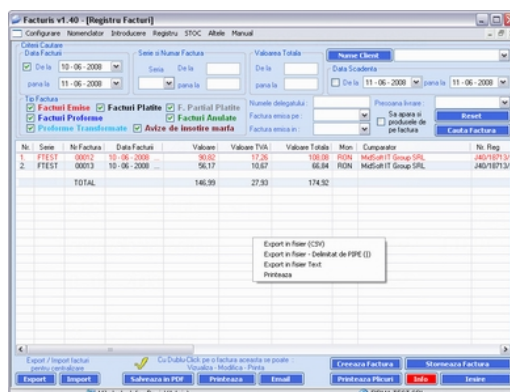 Facturis v1.40 - [Registru Facturi]
Configurare Nomenclator Introducere Registru STOC Altele Manual
Criterii Cautare
Data Facturii
De la 10-06-2008
pana la 11-06-2008
Serie si Numar Factura
Serie De la
pana la
Valoarea Totala
De la
pana la
Nume Client
Data Scadenta
De la 11-06-2008 pana la 11-06-2008
Tip Factura
Facturi Emise Facturi Platite F. Partial Platite
Facturi Proforme Facturi Anulate
Proforme Transformate Avize de insotire marfa
Numele delegatului:
Factura emisa pe:
Factura emisa in:
Persoana livrare:
Sa apara si produsele de pe factura
Reset
Cauta Factura
Nr. Serie Nr Factura Data Facturii Valoare Valoare TVA Valoare Totala Mon Cumparator Nr. Reg
1. FTEST 00012 10-06-2008 ... 90,82 17,26 108,08 RON MidSoft IT Group SRL J40/18713/
2. FTEST 00013 10-06-2008 ... 56,17 10,67 66,84 RON MidSoft IT Group SRL J40/18713/
TOTAL 146,99 27,93 174,92
Export in fisier (CSV)
Export in fisier - Delimitat de PIPE (|)
Export in fisier Text
Printeaza
Export / Import facturi
pentru centralizare
Cu Dublu-Click pe o factura aceasta se poate :
Vizualiza - Modifica - Printa
Creeaza Factura Storneaza Factura
Export Import Salveaza in PDF Printeaza Email Printeaza Plicuri Info Iesire